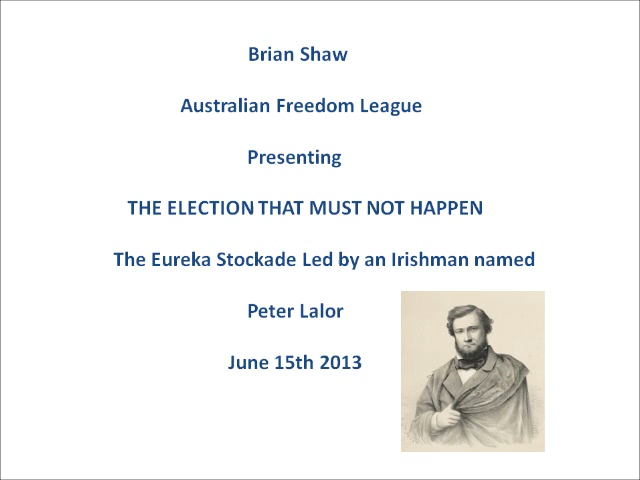 Brian Shaw
Australian Freedom League
Presenting
THE ELECTION THAT MUST NOT HAPPEN
The Eureka Stockade Led by an Irishman named
Peter Lalor
June 15th 2013